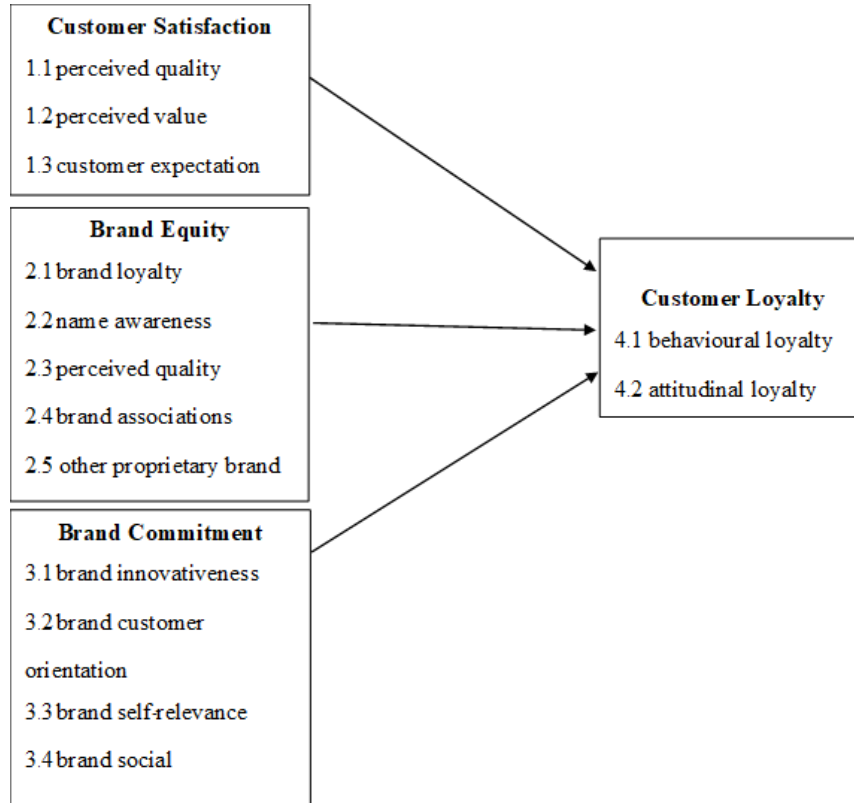 Customer Satisfaction
1.1 perceived quality
1.2 perceived value
1.3 customer expectation
Brand Equity
2.1 brand loyalty
2.2 name awareness
2.3 perceived quality
2.4 brand associations
2.5 other proprietary brand
Brand Commitment
3.1 brand innovativeness
3.2 brand customer
orientation
3.3 brand self-relevance
3.4 brand social
Customer Loyalty
4.1 behavioural loyalty
4.2 attitudinal loyalty